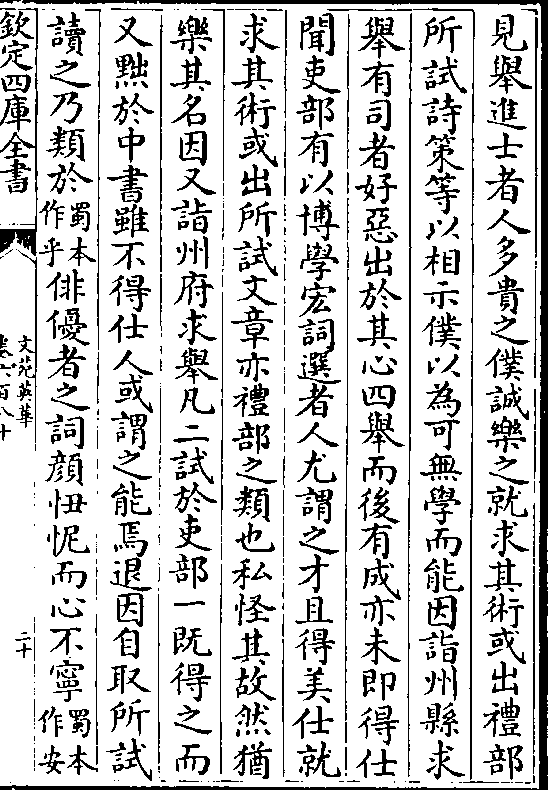 見舉進士者人多貴之僕誠樂之就求其術或出禮部
所試詩策等以相示僕以為可無學而能因詣州縣求
舉有司者好惡出於其心四舉而後有成亦未即得仕
聞吏部有以博學宏詞選者人尤謂之才且得美仕就
求其術或出所試文章亦禮部之類也私怪其故然猶
樂其名因又詣州府求舉凡二試於吏部一既得之而
又黜於中書雖不得仕人或謂之能焉退因自取所試
讀之乃類於蜀本作乎俳優者之詞顔忸怩而心不寧蜀本作安
欽定四庫全書
文苑英華
卷六百八十
二十